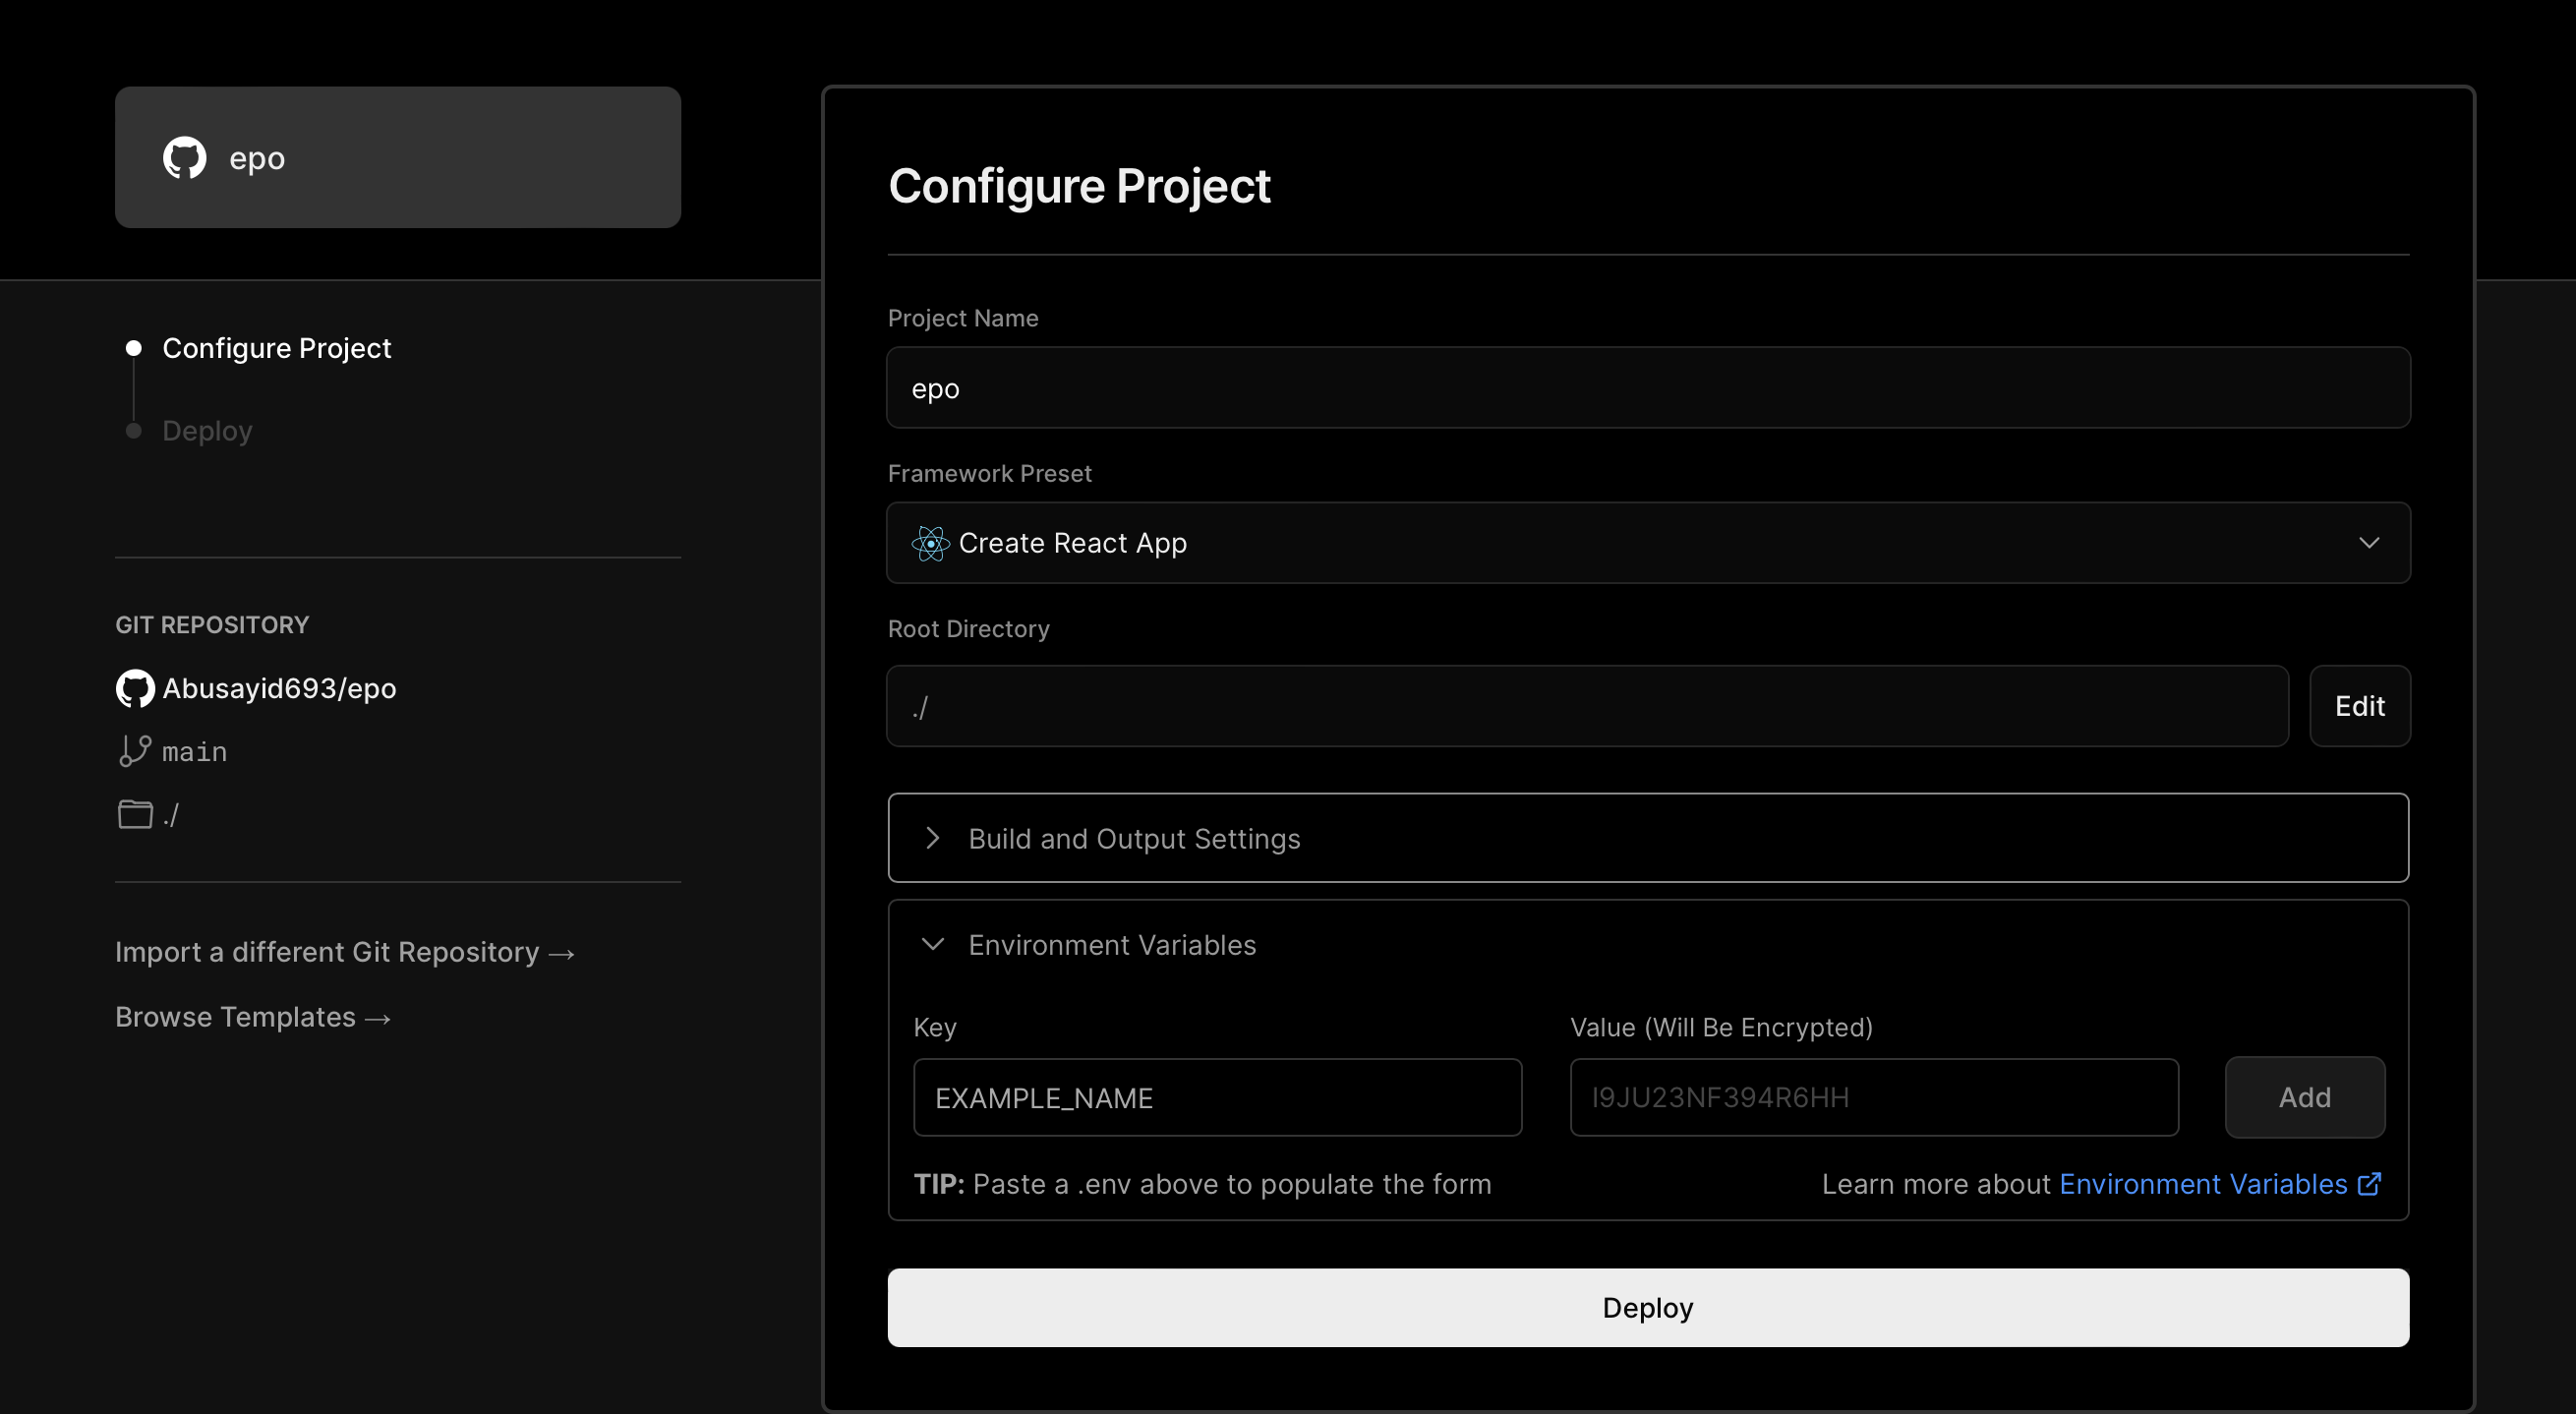 epo
Configure Project
Deploy
GIT REPOSITORY
Abusayid693/epo
main
./
Import a different Git Repository →
Browse Templates →
Configure Project
Project Name
epo
Framework Preset
Create React App
Root Directory
./
Edit
Build and Output Settings
Environment Variables
Key
Value (Will Be Encrypted)
EXAMPLE_NAME
I9JU23NF394R6HH
Add
TIP: Paste a .env above to populate the form
Learn more about Environment Variables
Deploy